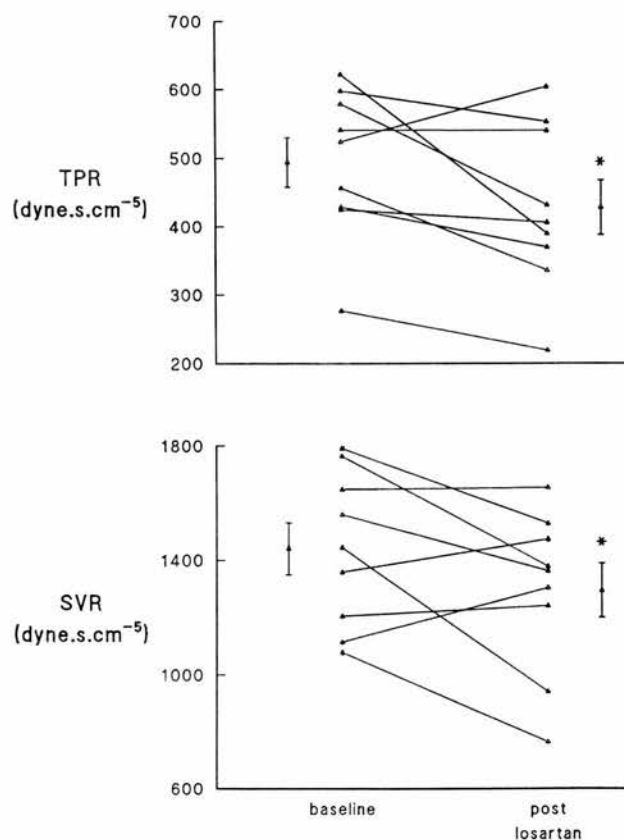 700
600
500
400
300
200
TPR
(dyne.s.cm⁻⁵)
*
1800
1400
1000
600
SVR
(dyne.s.cm⁻⁵)
*
baseline
post
losartan